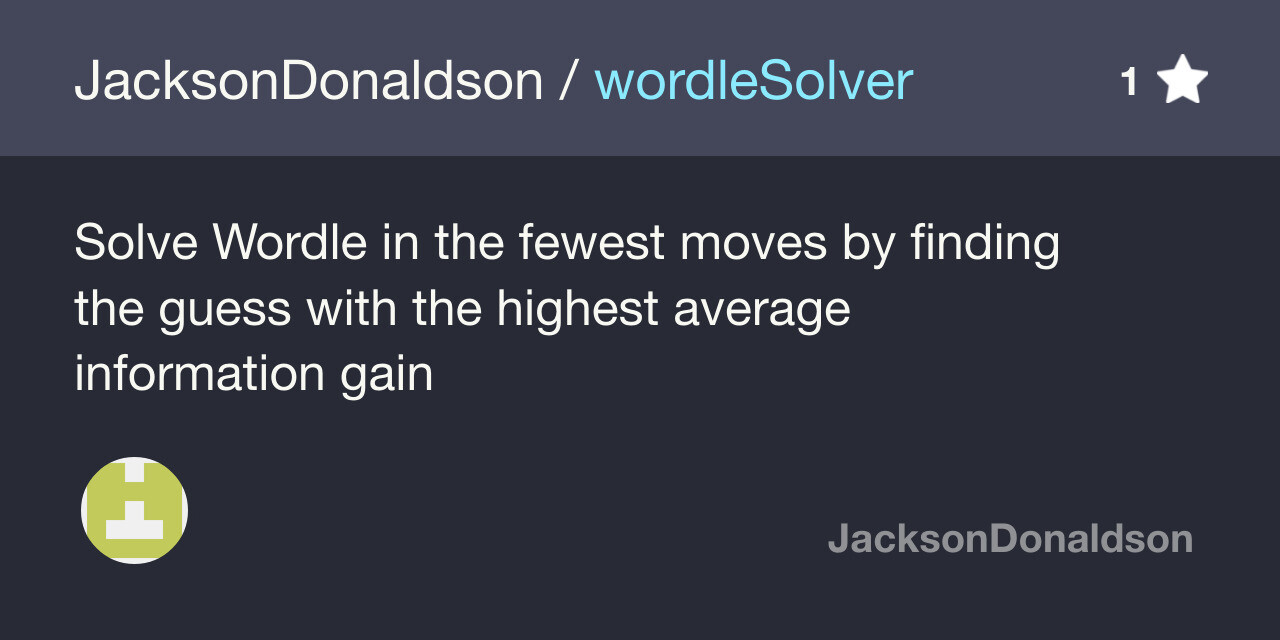 JacksonDonaldson / wordleSolver 1
Solve Wordle in the fewest moves by finding
the guess with the highest average
information gain
JacksonDonaldson